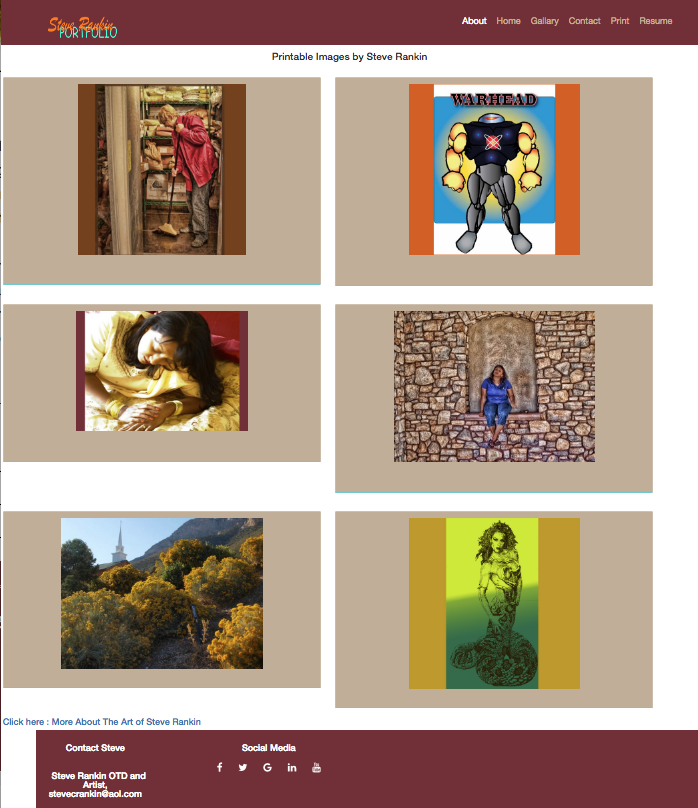 Steve Rankin
PORTFOLIO
About Home Gallary Contact Print Resume
Printable Images by Steve Rankin
WARHEAD
Click here : More About The Art of Steve Rankin
Contact Steve
Social Media
Steve Rankin OTD and
Artist,
stevecrankin@aol.com